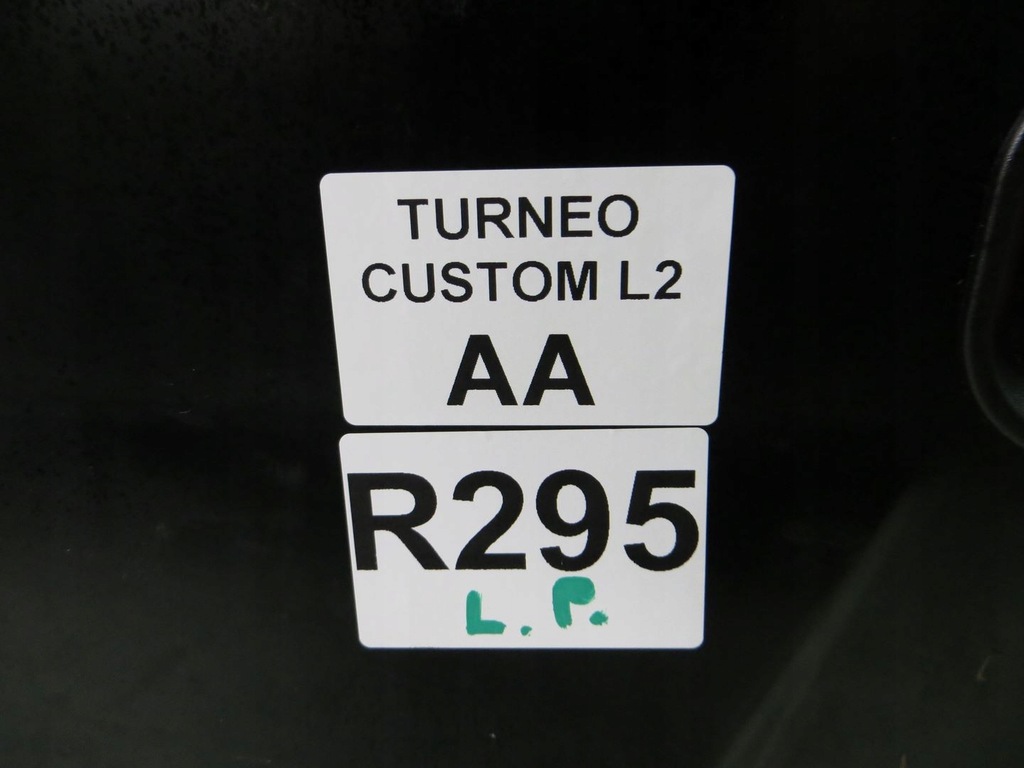 TURNEO
CUSTOM L2
AA
R295
L.P.